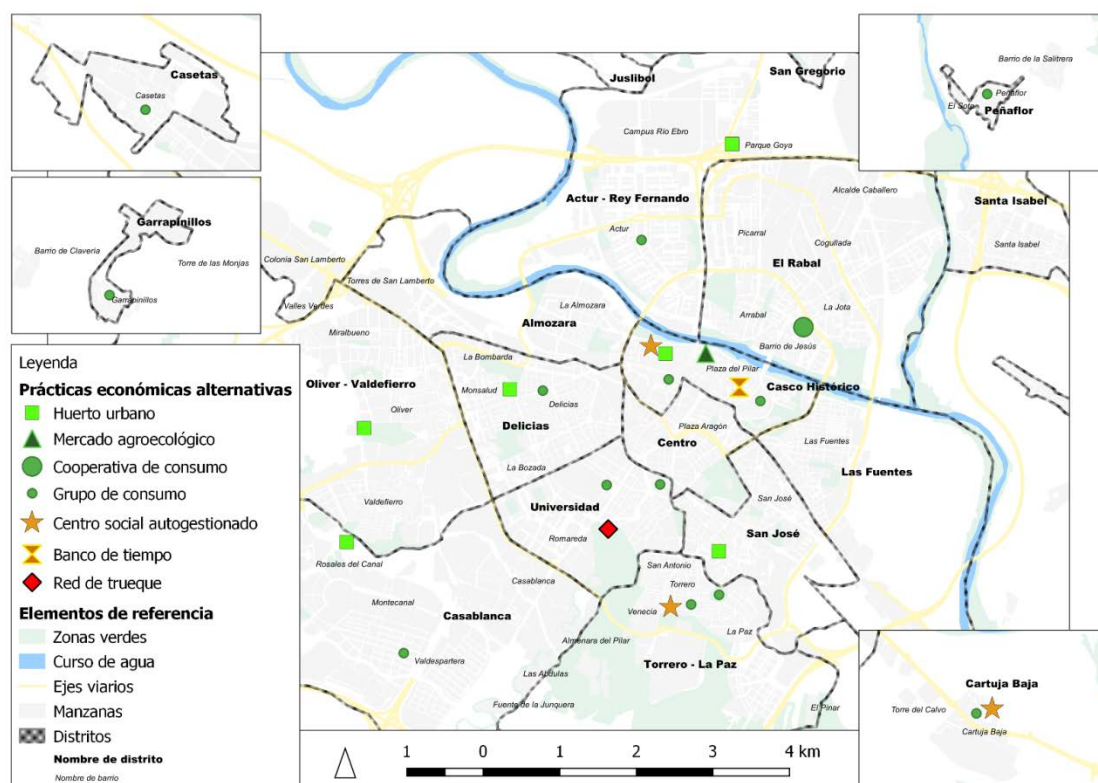 Casetas
Casetas
Garrapinillos
Barrio de Clavería
Torre de las Monjas
Garrapinillos
Barrio de la Salitrera
Peñaflor
El Soto
Peñaflor
Juslibol
San Gregorio
Campus Río Ebro
Parque Goya
Alcalde Caballero
Actur - Rey Fernando
Santa Isabel
Actur
Picarral
Cogullada
Santa Isabel
Colonia San Lamberto
El Rabal
Torres de San Lamberto
Valles Verdes
La Almozara
Arrabal
La Jota
Miralbueno
Almozara
Barrio de Jesús
La Bombarda
Plaza del Pilar
Oliver - Valdefierro
Monsalud
Casco Histórico
Delicias
Oliver
Delicias
Plaza Aragón
Centro
Las Fuentes
La Bozada
Las Fuentes
Valdefierro
San José
Universidad
San José
Romareda
Rosales del Canal
San Antonio
Casablanca
Torrero
Montecanal
Venecia
Casablanca
La Paz
Almenara del Pilar
Valdespartera
Torrero - La Paz
Las Abdulas
Fuente de la Junquera
El Pinar
Cartuja Baja
Torre del Calvo
Cartuja Baja
Leyenda
Prácticas económicas alternativas
Huerto urbano
Mercado agroecológico
Cooperativa de consumo
Grupo de consumo
Centro social autogestionado
Banco de tiempo
Red de trueque
Elementos de referencia
Zonas verdes
Curso de agua
Ejes viarios
Manzanas
Distritos
Nombre de distrito
Nombre de barrio
1 0 1 2 3 4 km